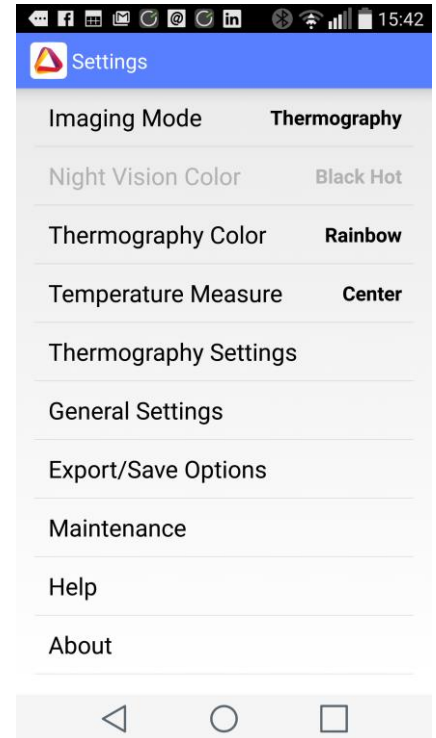 15:42
Settings
Imaging Mode Thermography
Night Vision Color Black Hot
Thermography Color Rainbow
Temperature Measure Center
Thermography Settings
General Settings
Export/Save Options
Maintenance
Help
About